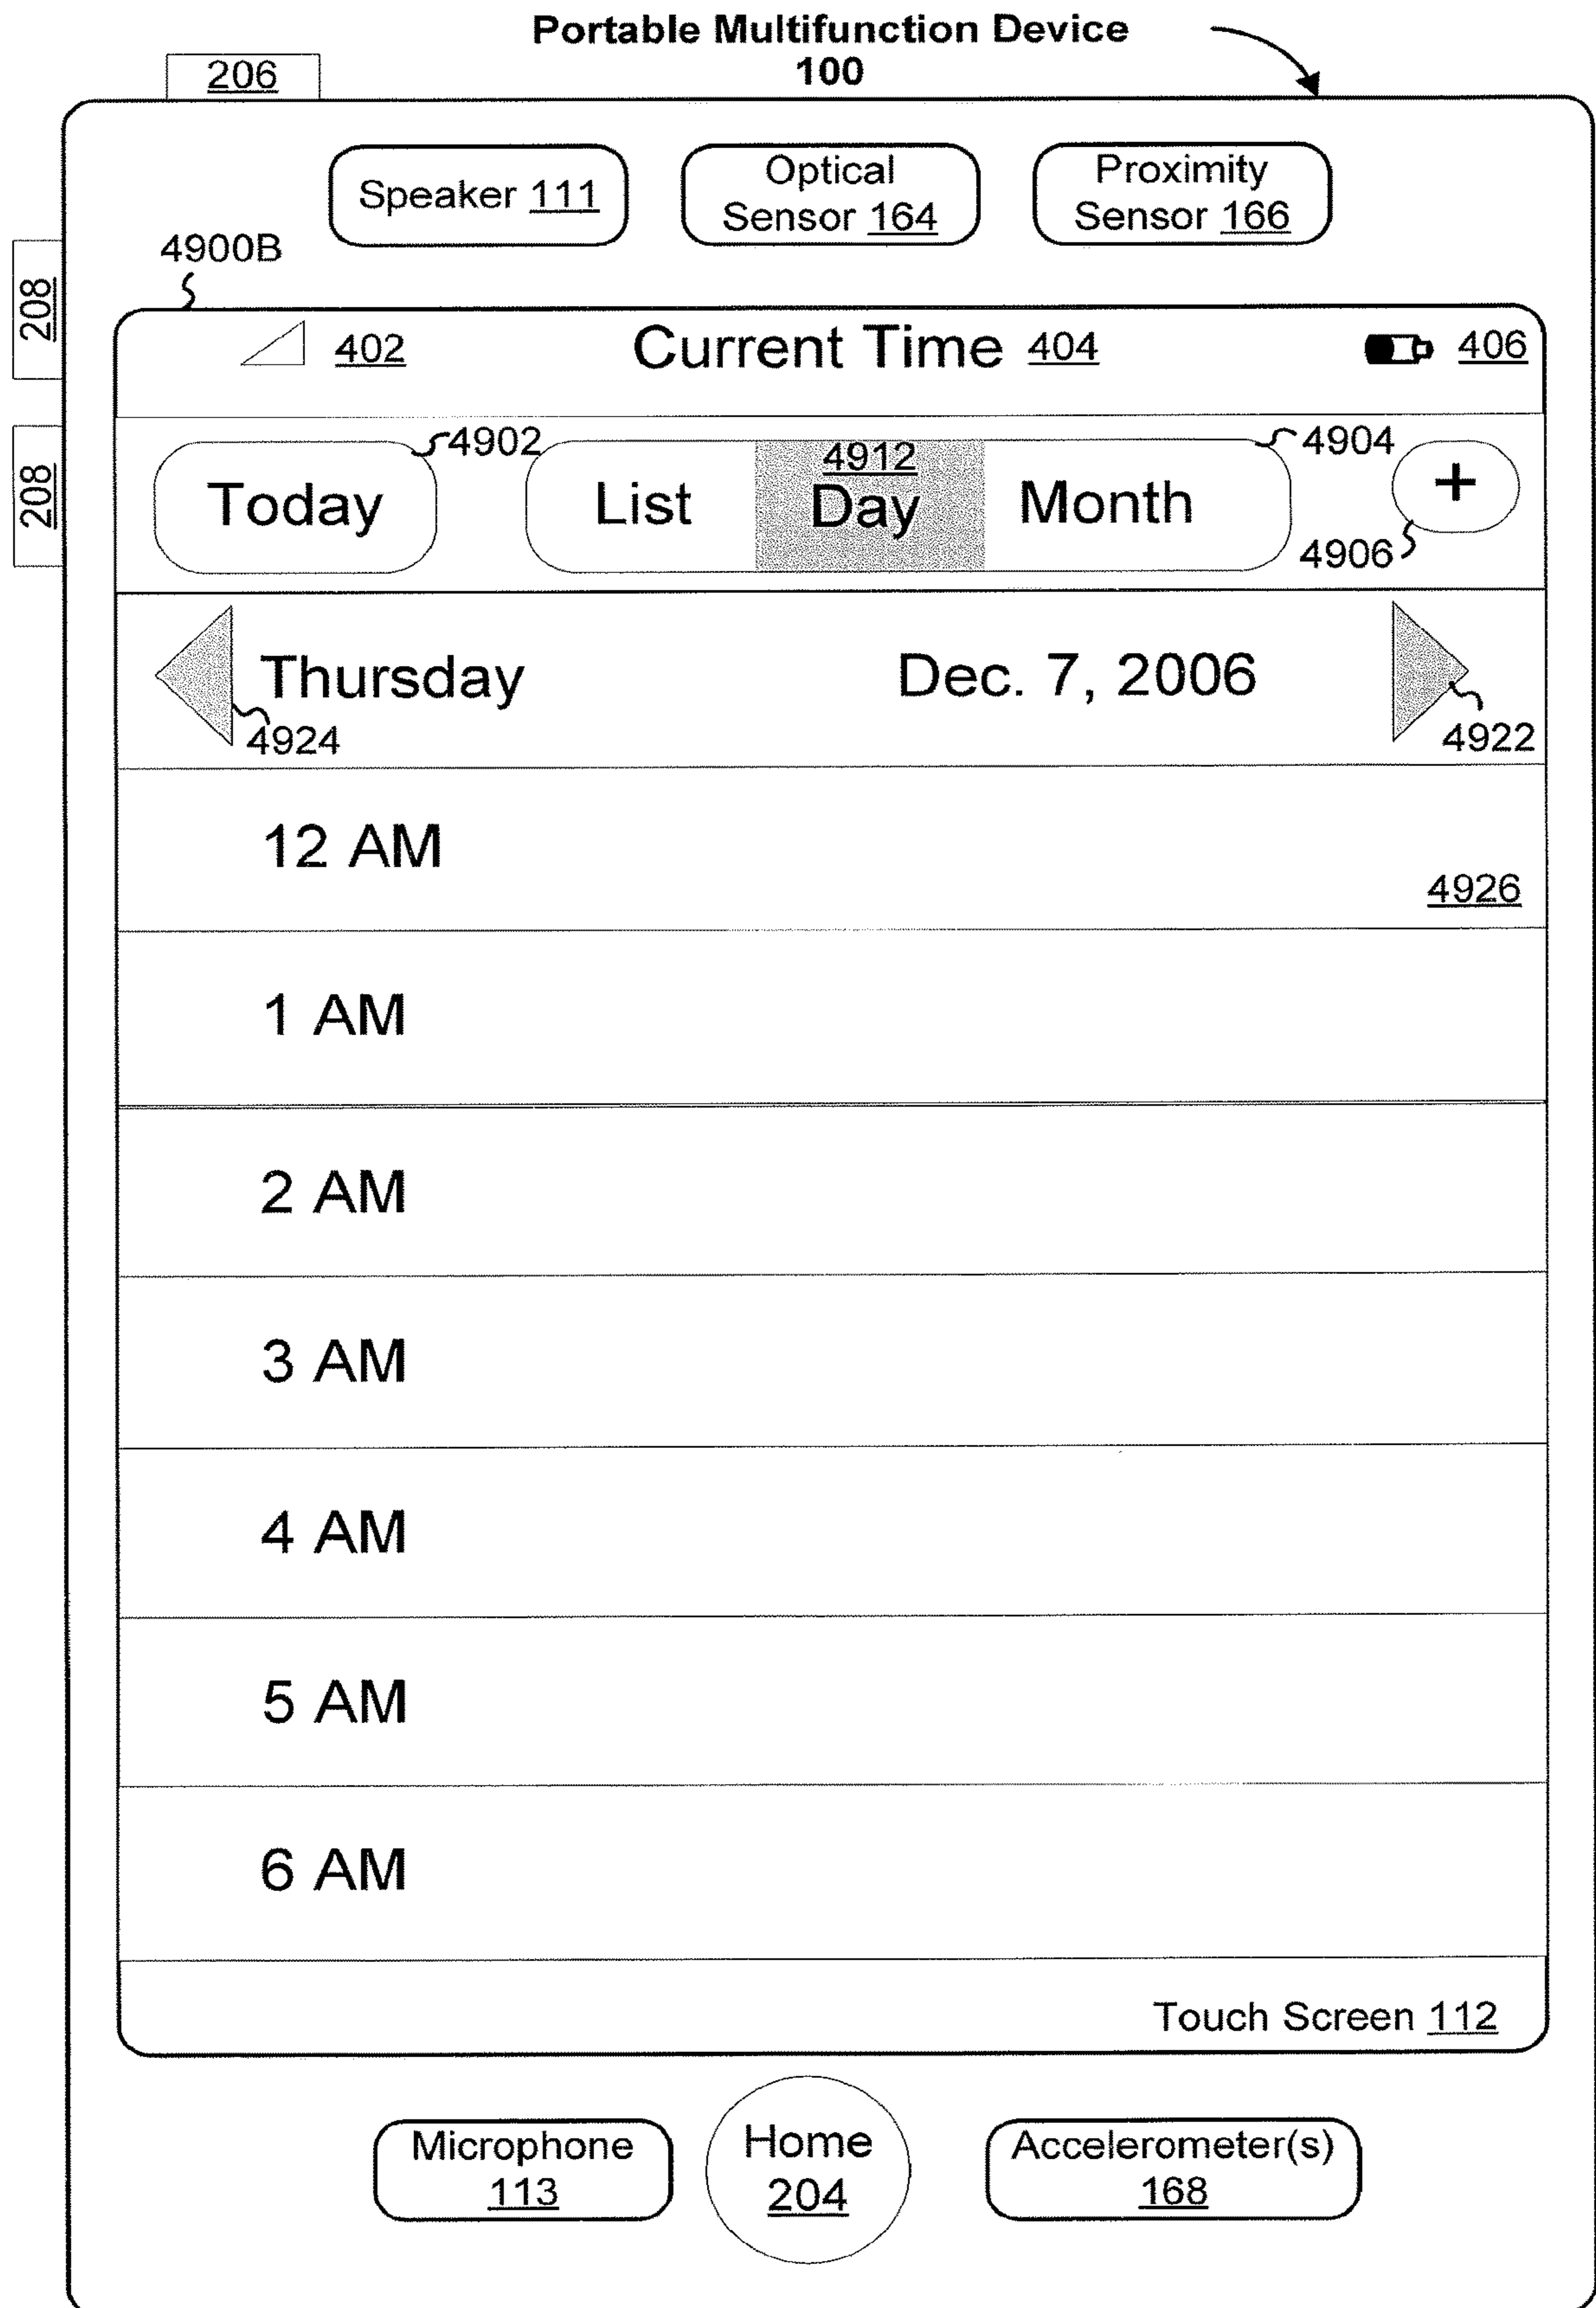 Portable Multifunction Device
100
206
Speaker 111
Optical
Sensor 164
Proximity
Sensor 166
4900B
208
402
Current Time 404
406
208
Today
4902
List
4912
Day
Month
4904
+
4906
Thursday
Dec. 7, 2006
4924
4922
12 AM
4926
1 AM
2 AM
3 AM
4 AM
5 AM
6 AM
Touch Screen 112
Microphone
113
Home
204
Accelerometer(s)
168